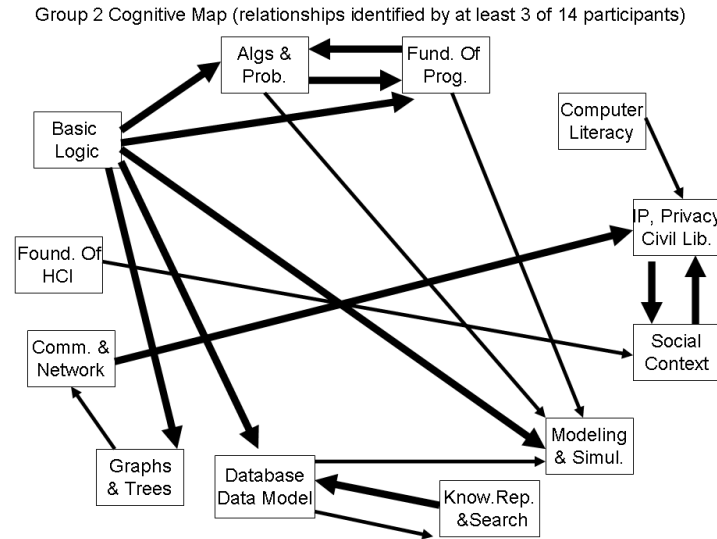 Group 2 Cognitive Map (relationships identified by at least 3 of 14 participants)
Algs &
Prob.
Fund. Of
Prog.
Computer
Literacy
Basic
Logic
IP, Privacy
Civil Lib.
Found. Of
HCI
Comm. &
Network
Social
Context
Modeling
& Simul.
Graphs
& Trees
Database
Data Model
Know.Rep.
&Search